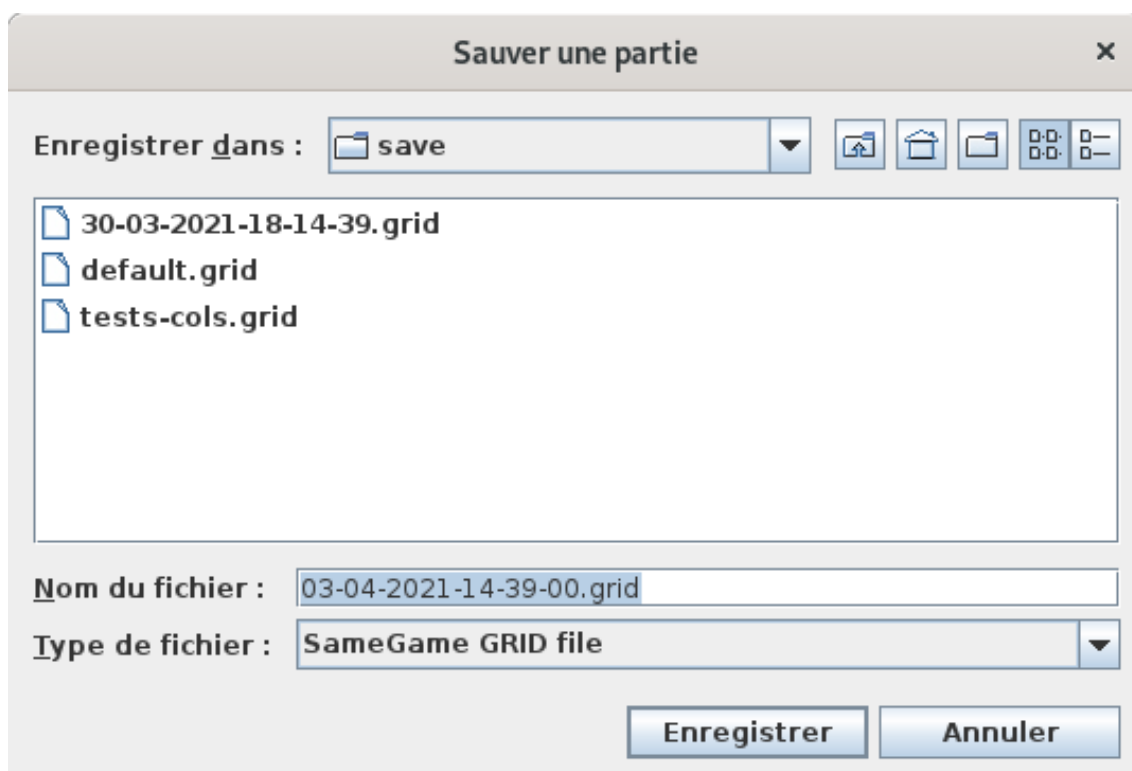 Sauver une partie
Enregistrer dans : save
30-03-2021-18-14-39.grid
default.grid
tests-cols.grid
Nom du fichier : 03-04-2021-14-39-00.grid
Type de fichier : SameGame GRID file
Enregistrer Annuler